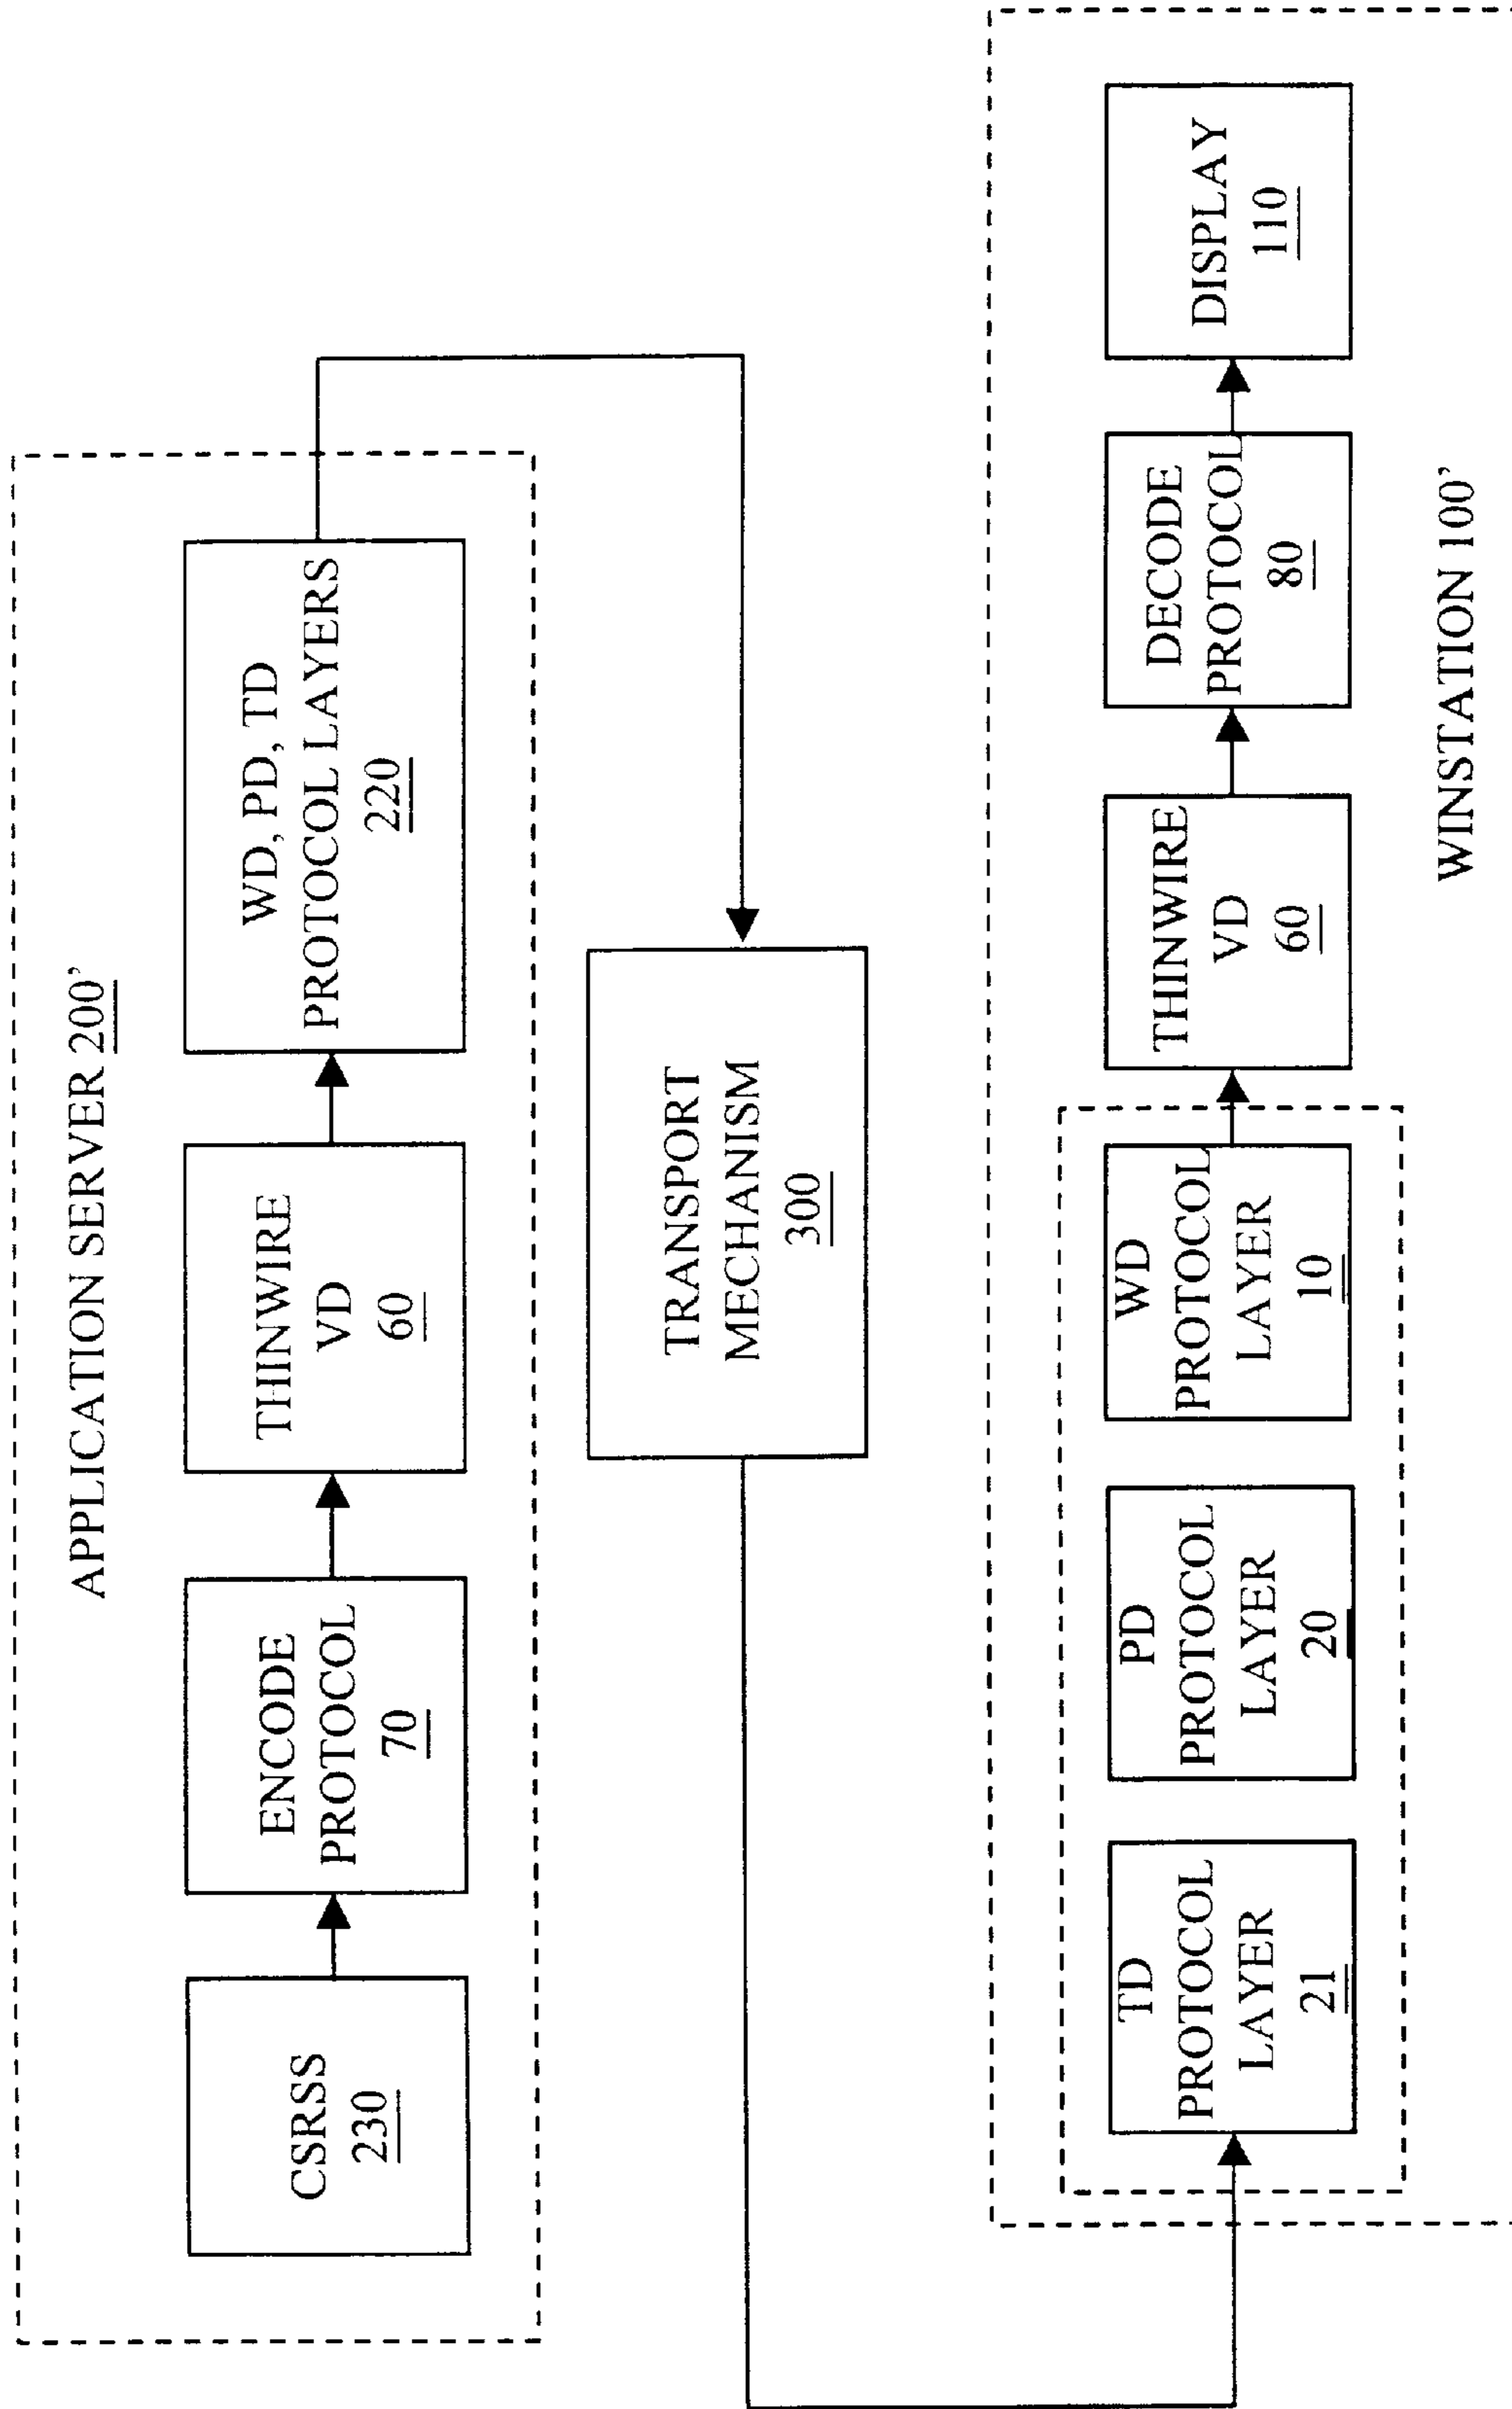 APPLICATION SERVER 200’
CSRSS
230
ENCODE
PROTOCOL
70
THINWIRE
VD
60
WD, PD, TD
PROTOCOL LAYERS
220
TRANSPORT
MECHANISM
300
TD
PROTOCOL
LAYER
21
PD
PROTOCOL
LAYER
20
WD
PROTOCOL
LAYER
10
THINWIRE
VD
60
DECODE
PROTOCOL
80
DISPLAY
110
WINSTATION 100’